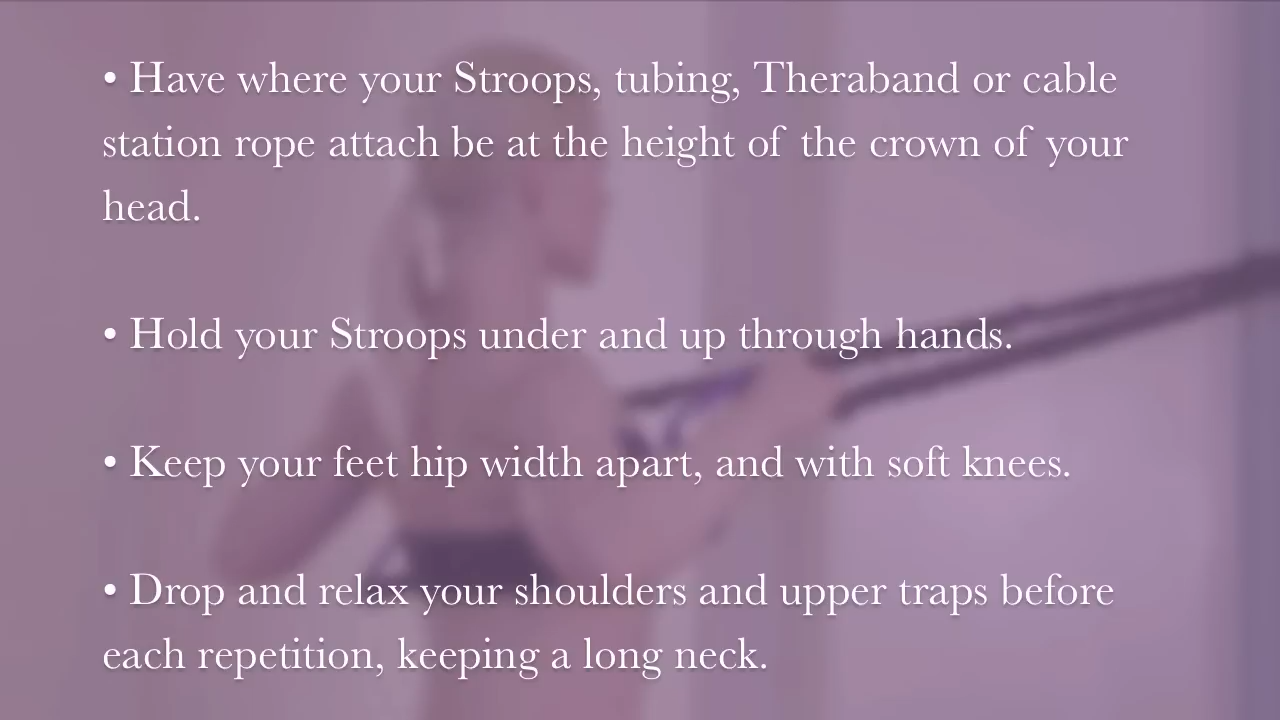 • Have where your Stroops, tubing, Theraband or cable
station rope attach be at the height of the crown of your
head.
• Hold your Stroops under and up through hands.
• Keep your feet hip width apart, and with soft knees.
• Drop and relax your shoulders and upper traps before
each repetition, keeping a long neck.